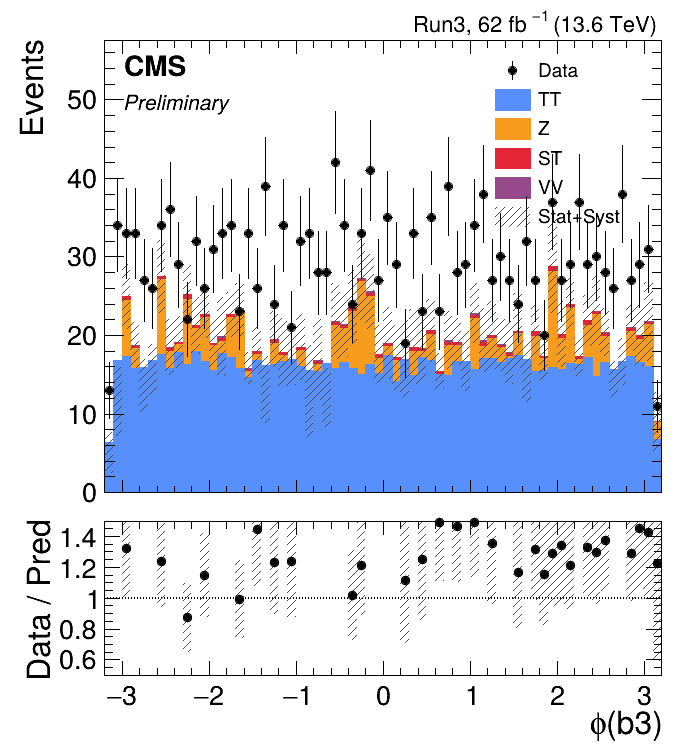 Run3, 62 fb⁻¹ (13.6 TeV)
CMS
Preliminary
Events
Data
TT
Z
ST
VV
Stat+Syst
50
40
30
20
10
0
Data / Pred
1.4
1.2
1
0.8
0.6
−3 −2 −1 0 1 2 3
ϕ(b3)